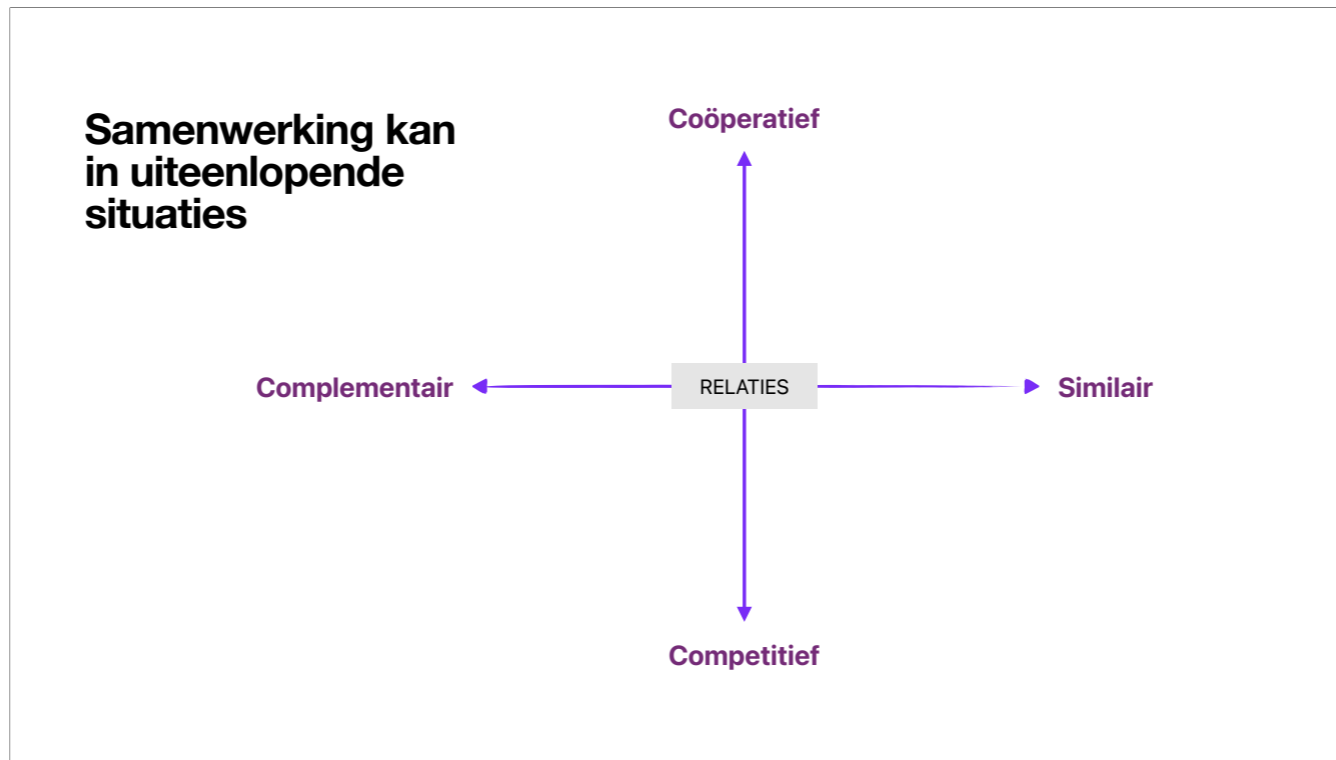 Samenwerking kan
in uiteenlopende
situaties
Coöperatief
Complementair
RELATIES
Similair
Competitief